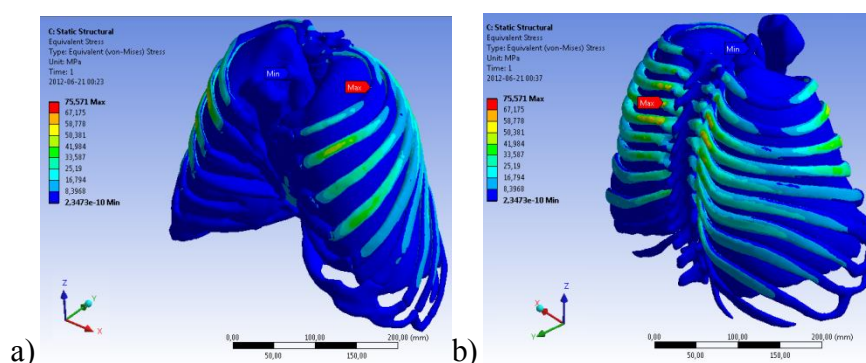 C: Static Structural
Equivalent Stress
Type: Equivalent (von-Mises) Stress
Unit: MPa
Time: 1
2012-06-21 00:23
75,571 Max
67,175
58,778
50,381
41,984
33,587
25,19
16,794
8,3968
2,3473e-10 Min
Min
Max
Z
Y
X
0,00
100,00
200,00 (mm)
50,00
150,00
a)
C: Static Structural
Equivalent Stress
Type: Equivalent (von-Mises) Stress
Unit: MPa
Time: 1
2012-06-21 00:37
75,571 Max
67,175
58,778
50,381
41,984
33,587
25,19
16,794
8,3968
2,3473e-10 Min
Min
Max
Z
X
Y
0,00
100,00
200,00 (mm)
50,00
150,00
b)